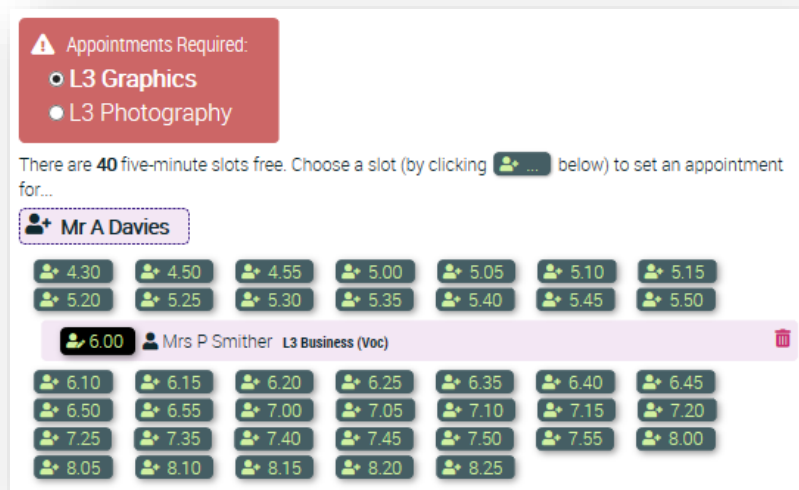 Appointments Required:
L3 Graphics
L3 Photography
There are 40 five-minute slots free. Choose a slot (by clicking ... below) to set an appointment
for...
Mr A Davies
4.30 4.50 4.55 5.00 5.05 5.10 5.15
5.20 5.25 5.30 5.35 5.40 5.45 5.50
6.00 Mrs P Smither L3 Business (Voc)
6.10 6.15 6.20 6.25 6.35 6.40 6.45
6.50 6.55 7.00 7.05 7.10 7.15 7.20
7.25 7.35 7.40 7.45 7.50 7.55 8.00
8.05 8.10 8.15 8.20 8.25